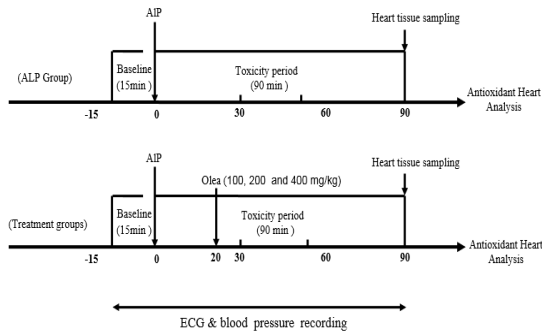 AlP
Heart tissue sampling
Baseline
(15min)
Toxicity period
(90 min )
(ALP Group)
Antioxidant Heart
Analysis
-15
0
30
60
90
AlP
Heart tissue sampling
Olea (100, 200 and 400 mg/kg)
Baseline
(15min )
Toxicity period
(90 min )
(Treatment groups)
Antioxidant Heart
Analysis
-15
0
20
30
60
90
ECG & blood pressure recording